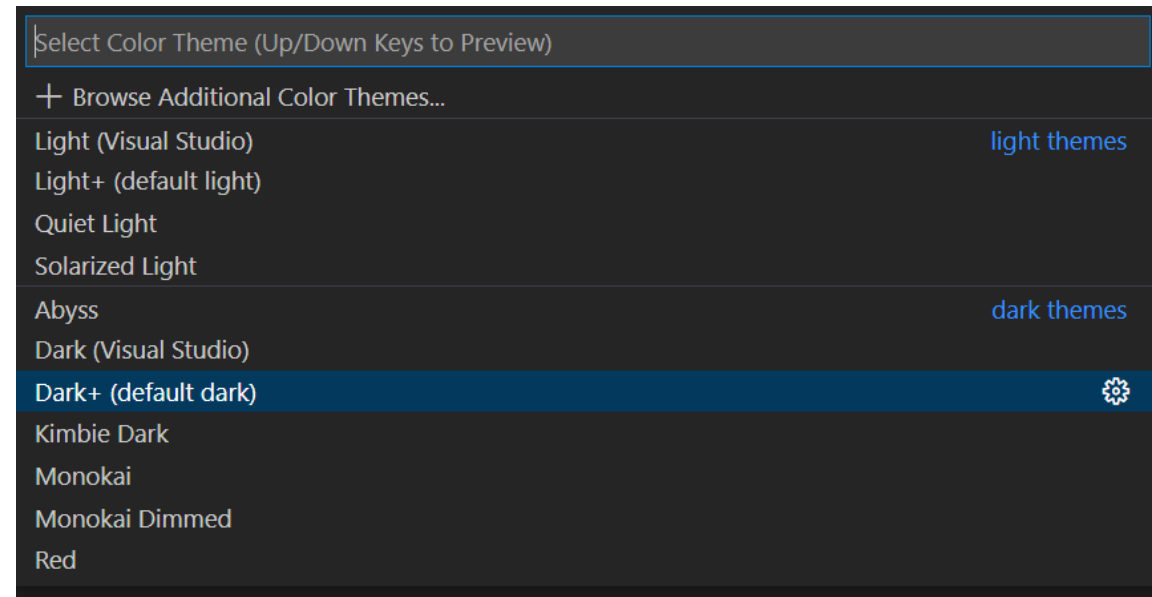 Select Color Theme (Up/Down Keys to Preview)
Browse Additional Color Themes...
Light (Visual Studio) light themes
Light+ (default light)
Quiet Light
Solarized Light
Abyss dark themes
Dark (Visual Studio)
Dark+ (default dark)
Kimbie Dark
Monokai
Monokai Dimmed
Red